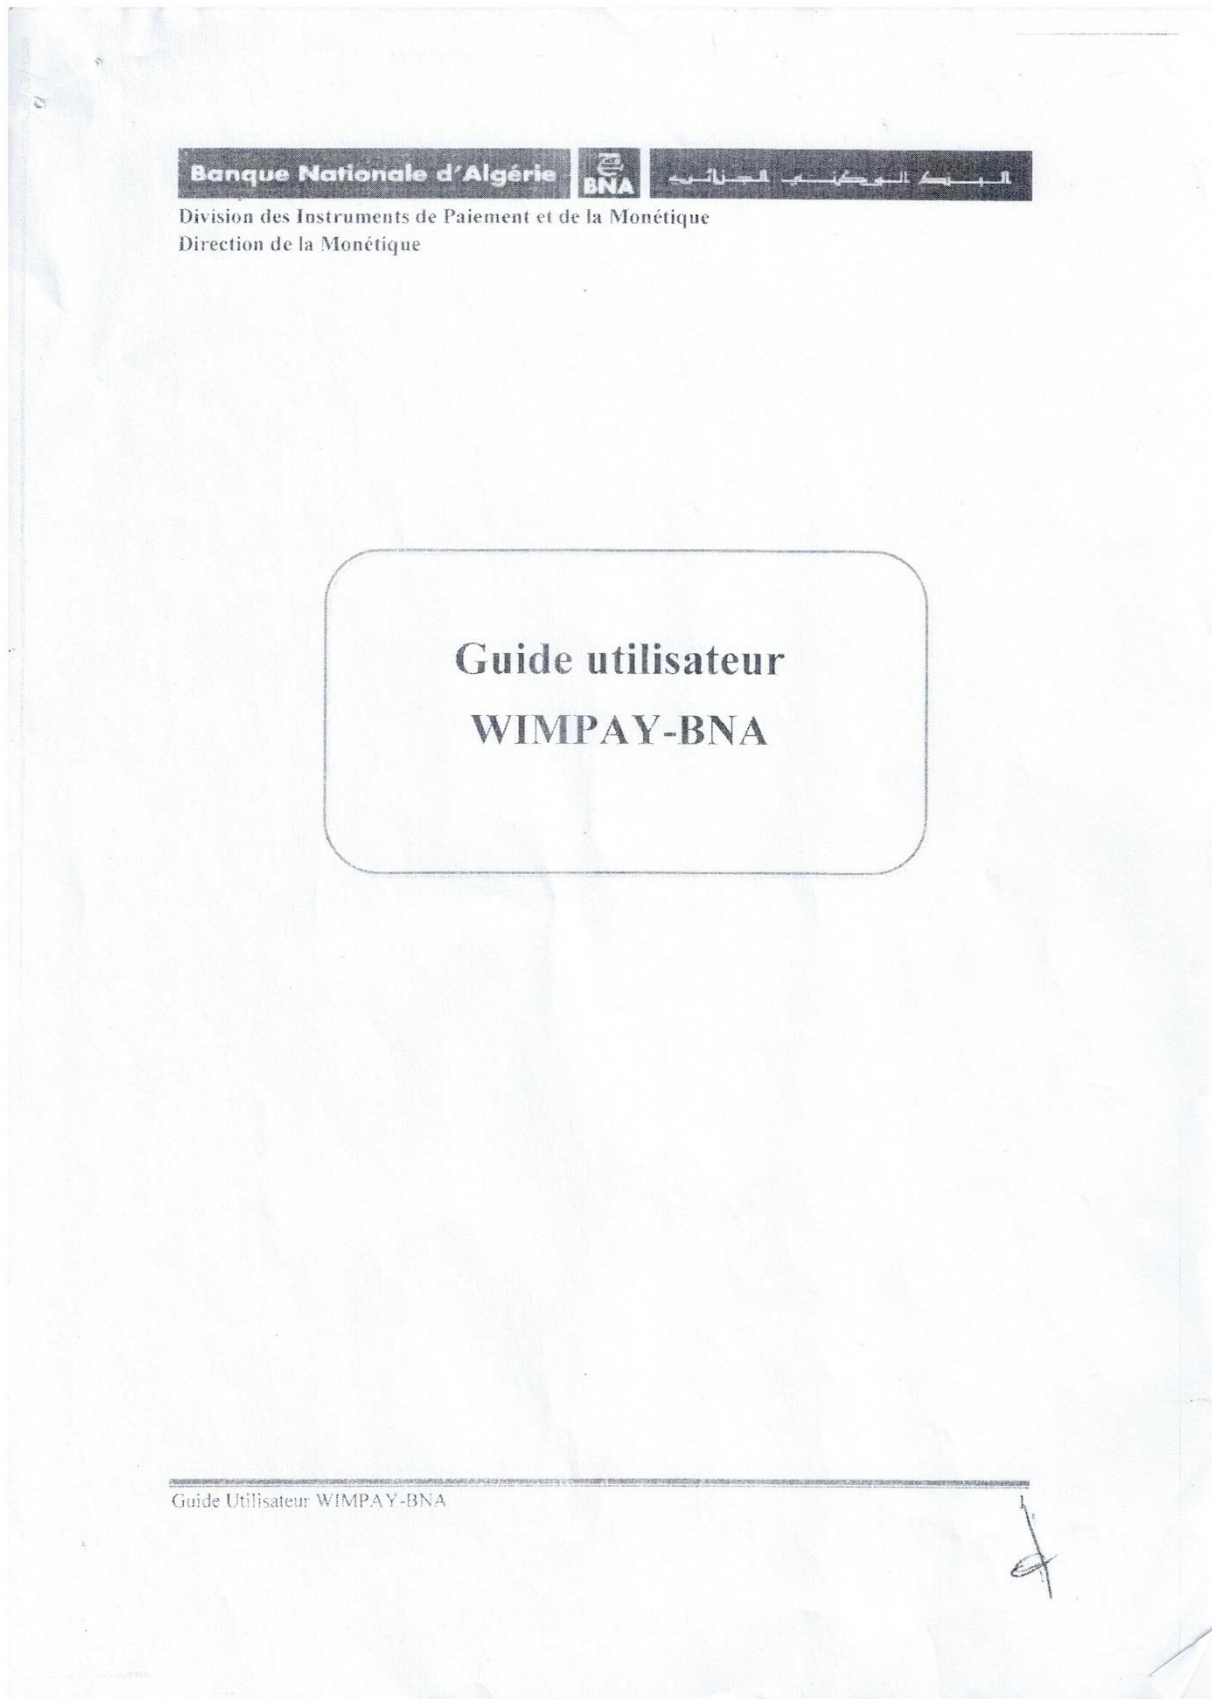 Banque Nationale d'Algérie BNA البنك الوطني الجزائري
Division des Instruments de Paiement et de la Monétique
Direction de la Monétique
Guide utilisateur
WIMPAY-BNA
Guide Utilisateur WIMPAY-BNA 1